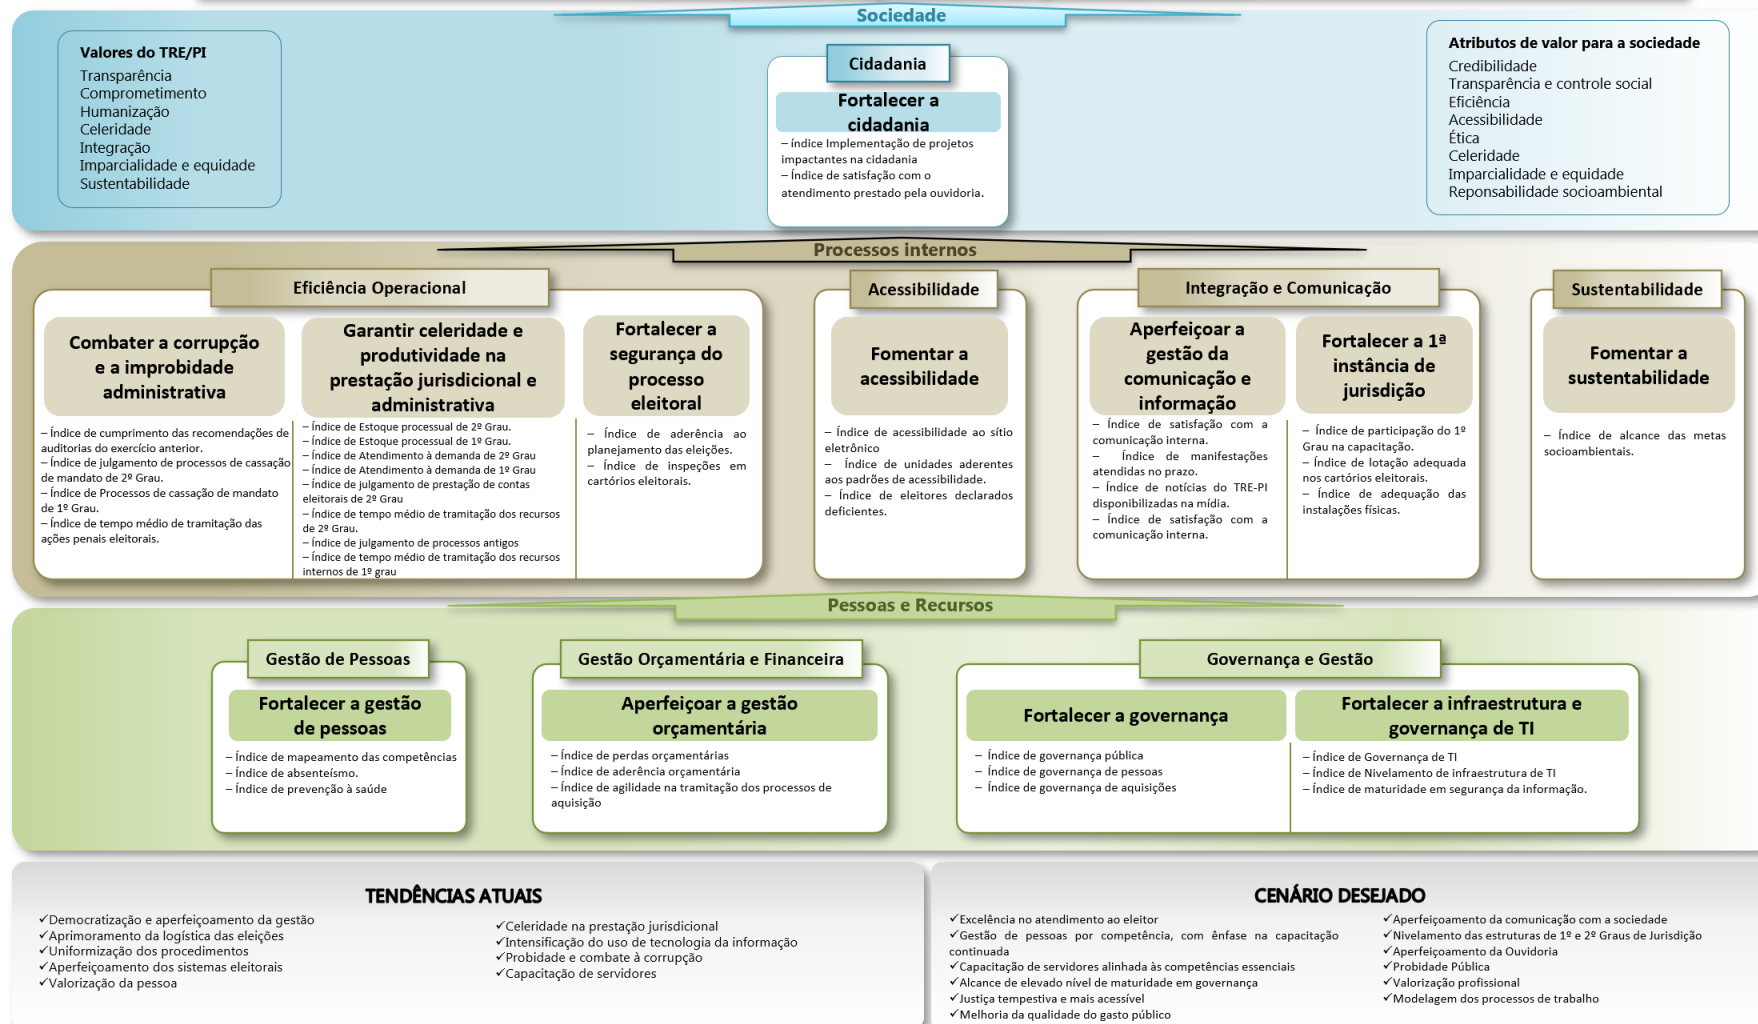 Sociedade
Valores do TRE/PI
Transparência
Comprometimento
Humanização
Celeridade
Integração
Imparcialidade e equidade
Sustentabilidade
Cidadania
Fortalecer a
cidadania
– índice Implementação de projetos
impactantes na cidadania
– Índice de satisfação com o
atendimento prestado pela ouvidoria.
Atributos de valor para a sociedade
Credibilidade
Transparência e controle social
Eficiência
Acessibilidade
Ética
Celeridade
Imparcialidade e equidade
Reponsabilidade socioambiental
Processos internos
Eficiência Operacional
Combater a corrupção
e a improbidade
administrativa
– Índice de cumprimento das recomendações de
auditorias do exercício anterior.
– Índice de julgamento de processos de cassação
de mandato de 2º Grau.
– Índice de Processos de cassação de mandato
de 1º Grau.
– Índice de tempo médio de tramitação das
ações penais eleitorais.
Garantir celeridade e
produtividade na
prestação jurisdicional e
administrativa
– Índice de Estoque processual de 2º Grau.
– Índice de Estoque processual de 1º Grau.
– Índice de Atendimento à demanda de 2º Grau
– Índice de Atendimento à demanda de 1º Grau
– Índice de julgamento de prestação de contas
eleitorais de 2º Grau
– Índice de tempo médio de tramitação dos recursos
de 2º Grau.
– Índice de julgamento de processos antigos
– Índice de tempo médio de tramitação dos recursos
internos de 1º grau
Fortalecer a
segurança do
processo
eleitoral
– Índice de aderência ao
planejamento das eleições.
– Índice de inspeções em
cartórios eleitorais.
Acessibilidade
Fomentar a
acessibilidade
– Índice de acessibilidade ao sítio
eletrônico
– Índice de unidades aderentes
aos padrões de acessibilidade.
– Índice de eleitores declarados
deficientes.
Integração e Comunicação
Aperfeiçoar a
gestão da
comunicação e
informação
– Índice de satisfação com a
comunicação interna.
– Índice de manifestações
atendidas no prazo.
– Índice de notícias do TRE-PI
disponibilizadas na mídia.
– Índice de satisfação com a
comunicação interna.
Fortalecer a 1ª
instância de
jurisdição
– Índice de participação do 1º
Grau na capacitação.
– Índice de lotação adequada
nos cartórios eleitorais.
– Índice de adequação das
instalações físicas.
Sustentabilidade
Fomentar a
sustentabilidade
– Índice de alcance das metas
socioambientais.
Pessoas e Recursos
Gestão de Pessoas
Fortalecer a gestão
de pessoas
– Índice de mapeamento das competências
– Índice de absenteísmo.
– Índice de prevenção à saúde
Gestão Orçamentária e Financeira
Aperfeiçoar a gestão
orçamentária
– Índice de perdas orçamentárias
– Índice de aderência orçamentária
– Índice de agilidade na tramitação dos processos de
aquisição
Governança e Gestão
Fortalecer a governança
– Índice de governança pública
– Índice de governança de pessoas
– Índice de governança de aquisições
Fortalecer a infraestrutura e
governança de TI
– Índice de Governança de TI
– Índice de Nivelamento de infraestrutura de TI
– Índice de maturidade em segurança da informação.
TENDÊNCIAS ATUAIS
✓Democratização e aperfeiçoamento da gestão
✓Aprimoramento da logística das eleições
✓Uniformização dos procedimentos
✓Aperfeiçoamento dos sistemas eleitorais
✓Valorização da pessoa
✓Celeridade na prestação jurisdicional
✓Intensificação do uso de tecnologia da informação
✓Probidade e combate à corrupção
✓Capacitação de servidores
CENÁRIO DESEJADO
✓Excelência no atendimento ao eleitor
✓Gestão de pessoas por competência, com ênfase na capacitação
continuada
✓Capacitação de servidores alinhada às competências essenciais
✓Alcance de elevado nível de maturidade em governança
✓Justiça tempestiva e mais acessível
✓Melhoria da qualidade do gasto público
✓Aperfeiçoamento da comunicação com a sociedade
✓Nivelamento das estruturas de 1º e 2º Graus de Jurisdição
✓Aperfeiçoamento da Ouvidoria
✓Probidade Pública
✓Valorização profissional
✓Modelagem dos processos de trabalho